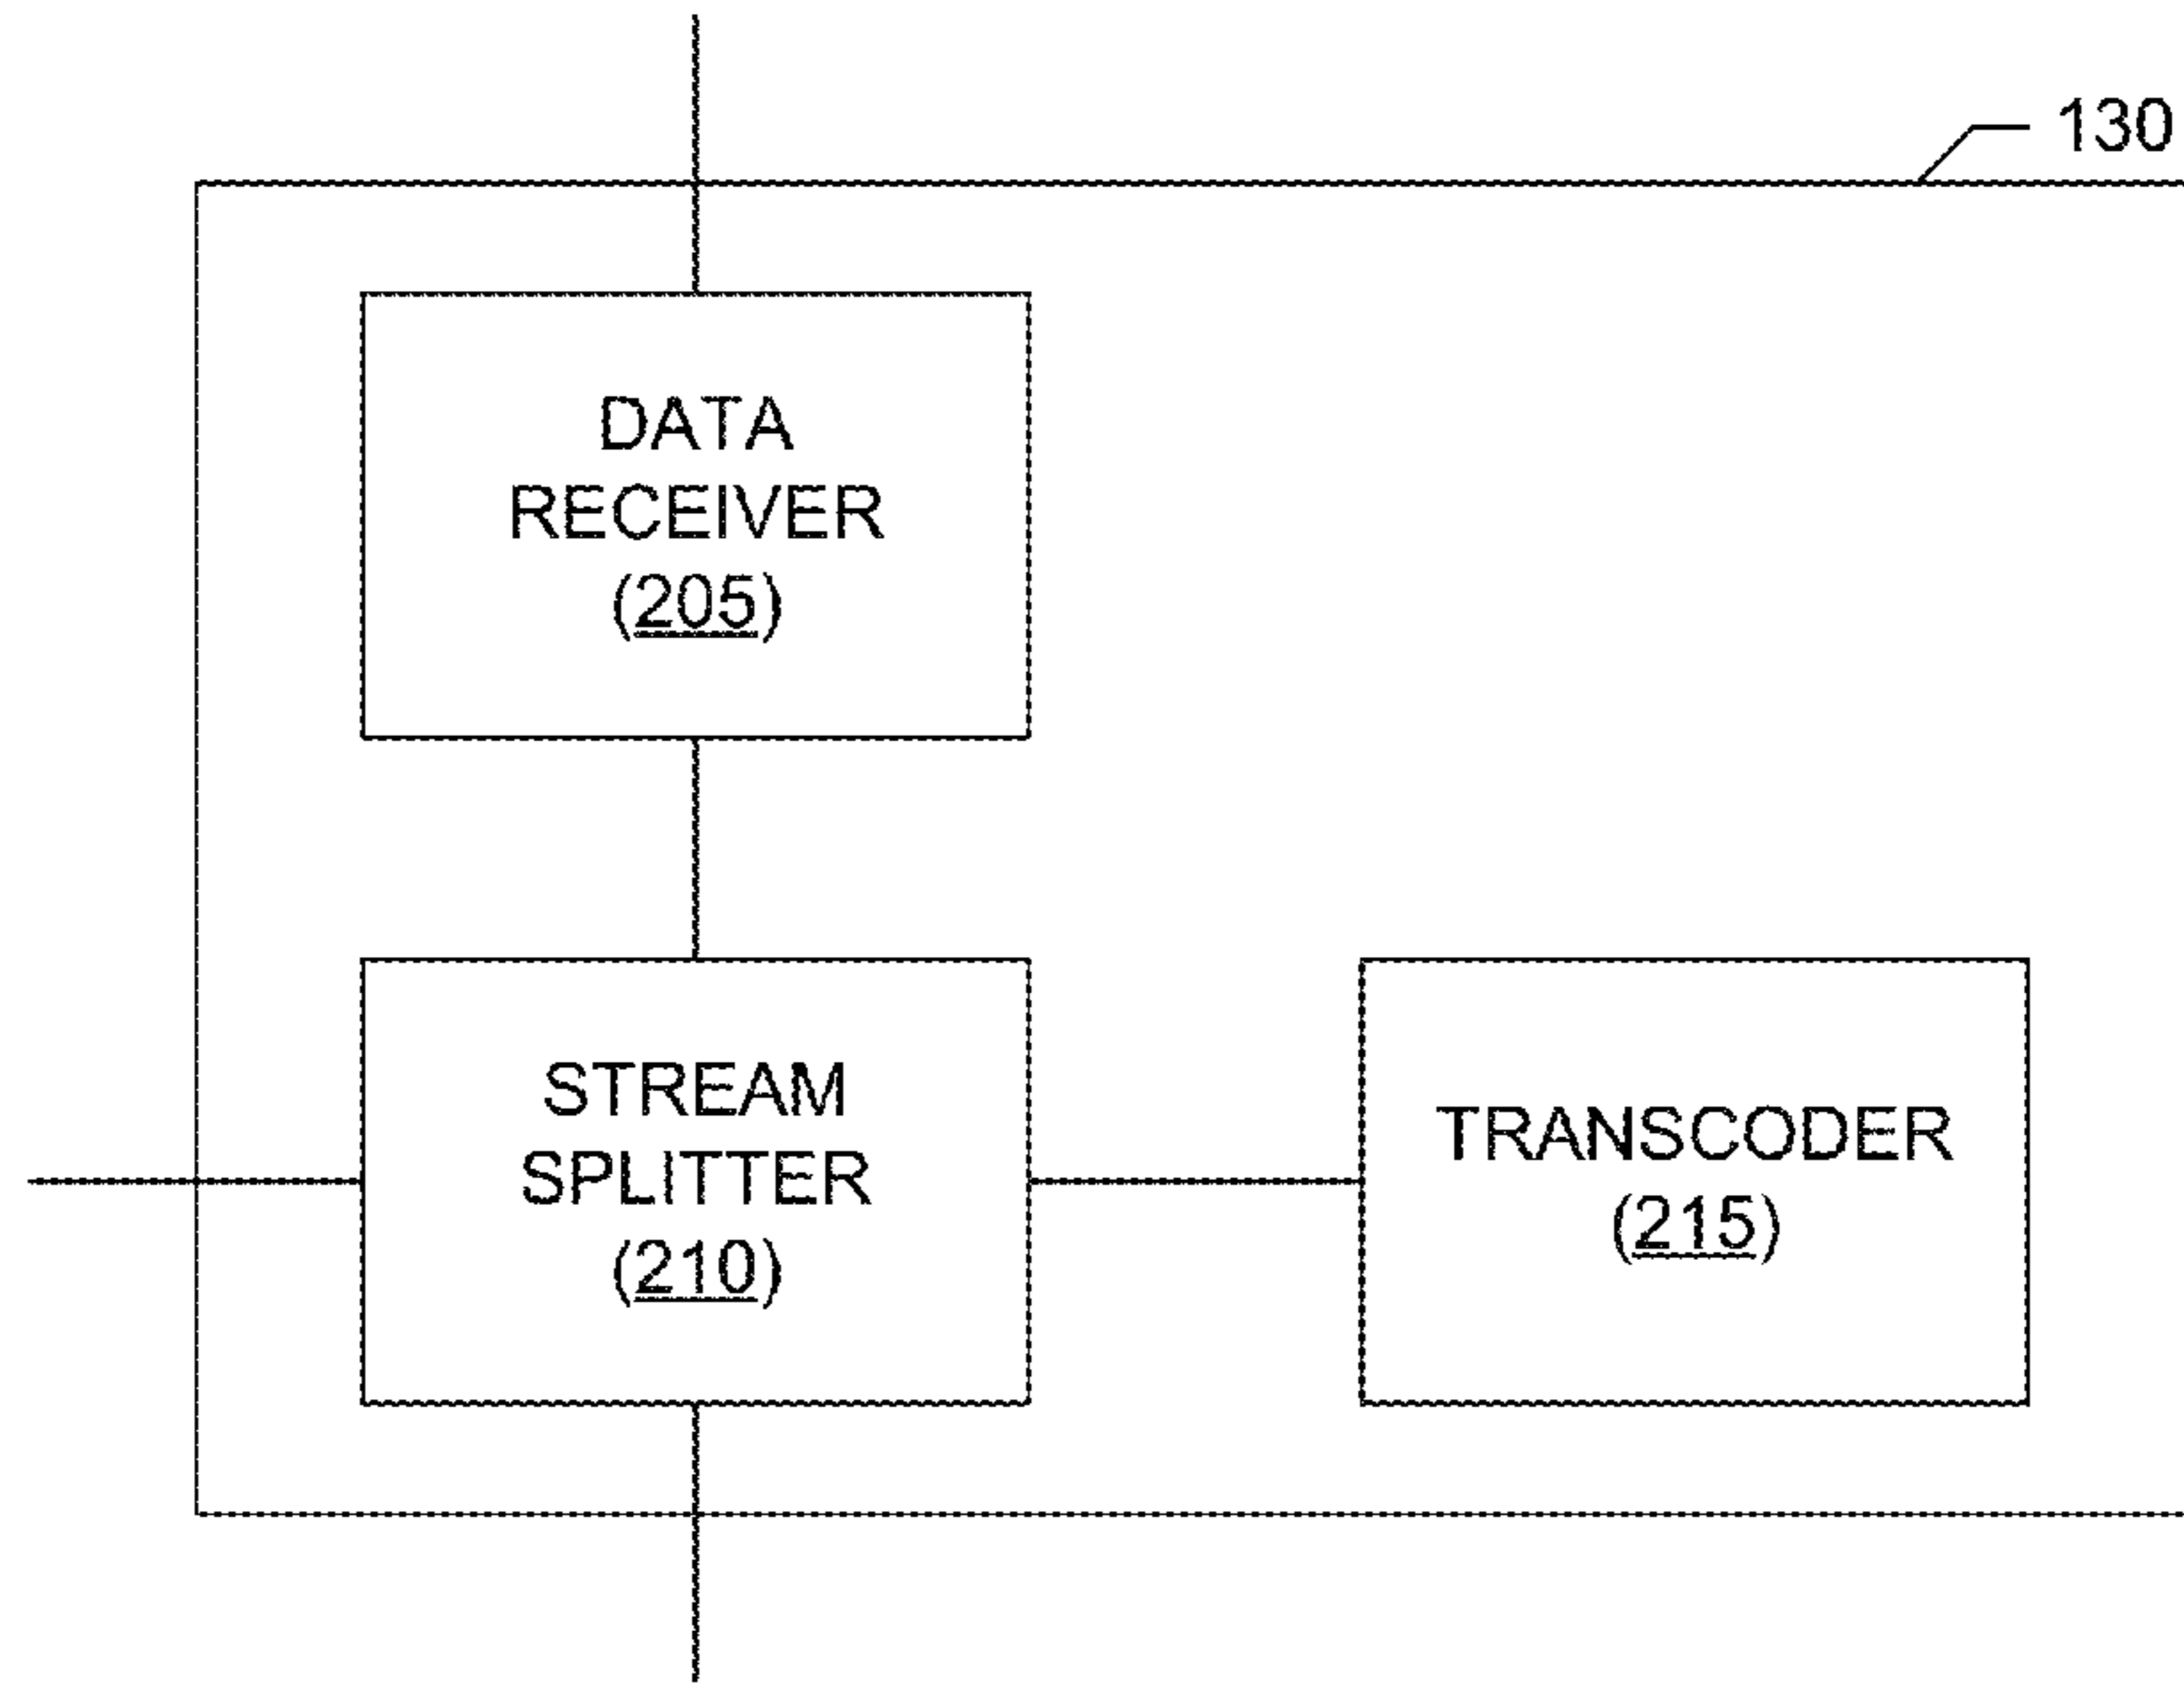 130
DATA
RECEIVER
(205)
STREAM
SPLITTER
(210)
TRANSCODER
(215)